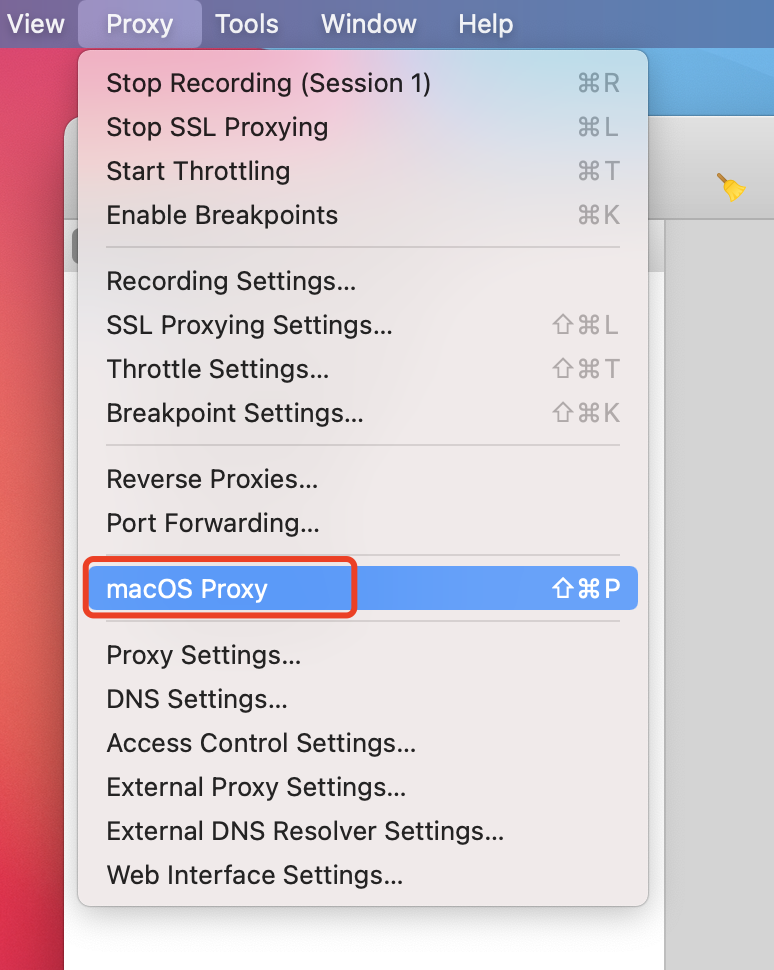 View Proxy Tools Window Help
Stop Recording (Session 1) ⌘R
Stop SSL Proxying ⌘L
Start Throttling ⌘T
Enable Breakpoints ⌘K
Recording Settings...
SSL Proxying Settings... ⇧⌘L
Throttle Settings... ⇧⌘T
Breakpoint Settings... ⇧⌘K
Reverse Proxies...
Port Forwarding...
macOS Proxy ⇧⌘P
Proxy Settings...
DNS Settings...
Access Control Settings...
External Proxy Settings...
External DNS Resolver Settings...
Web Interface Settings...